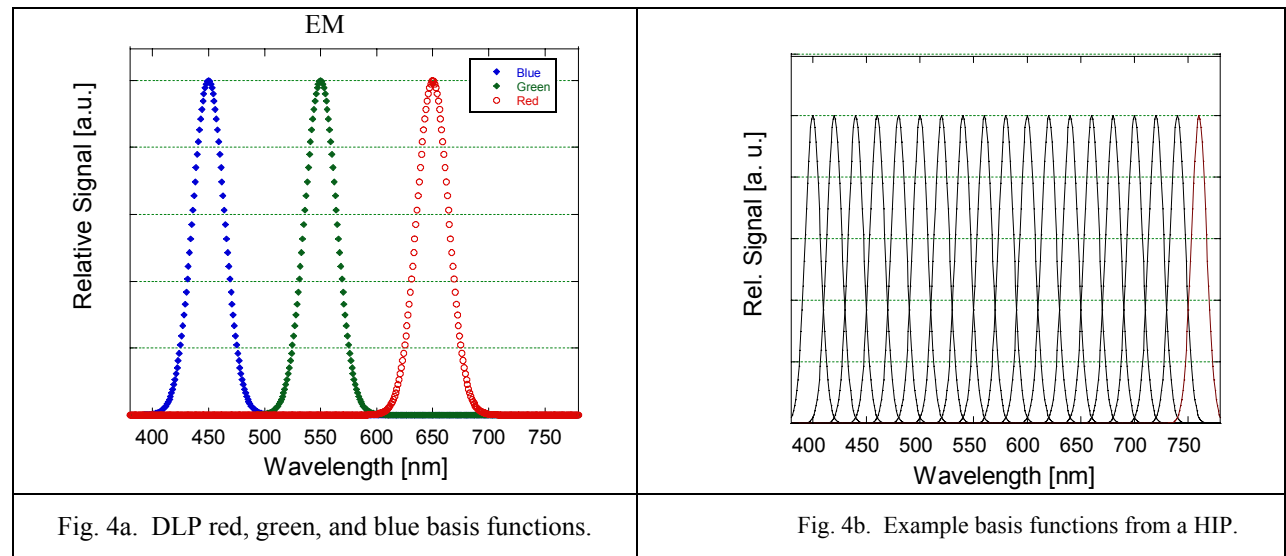 EM
Blue
Green
Red
Relative Signal [a.u.]
400 450 500 550 600 650 700 750
Wavelength [nm]
Rel. Signal [a. u.]
400 450 500 550 600 650 700 750
Wavelength [nm]
Fig. 4a. DLP red, green, and blue basis functions.
Fig. 4b. Example basis functions from a HIP.